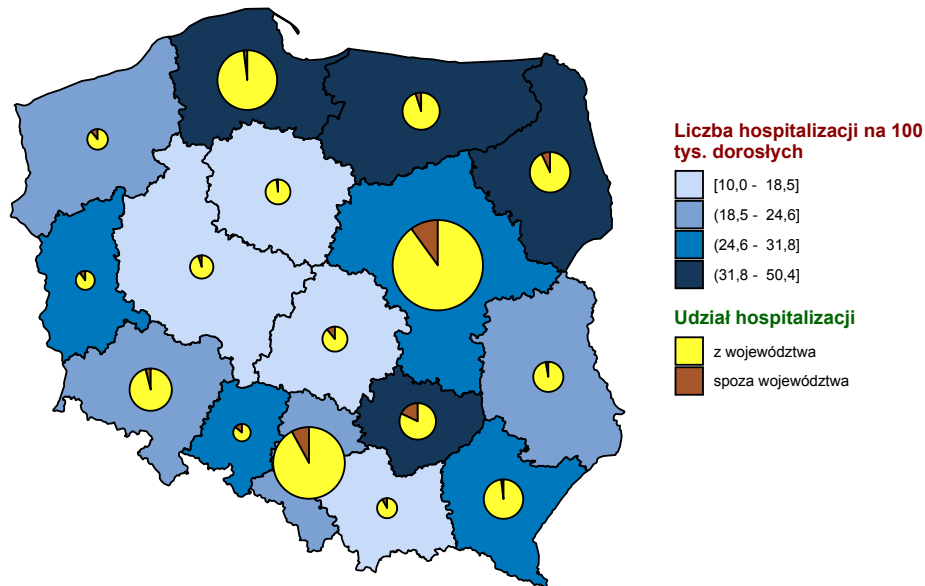 Liczba hospitalizacji na 100
tys. dorosłych
[10,0 - 18,5]
(18,5 - 24,6]
(24,6 - 31,8]
(31,8 - 50,4]
Udział hospitalizacji
z województwa
spoza województwa